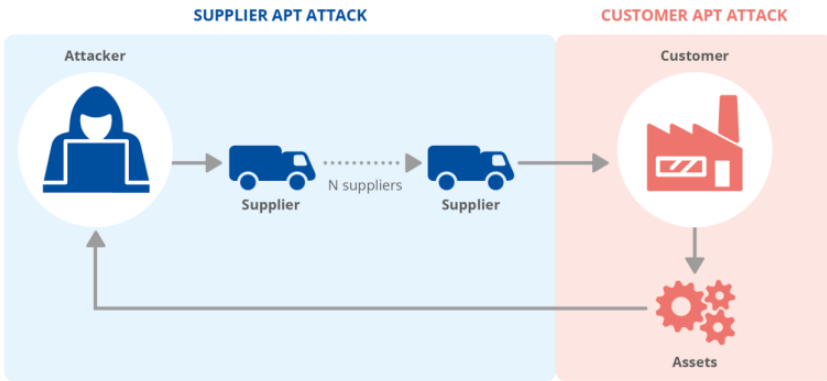 SUPPLIER APT ATTACK
CUSTOMER APT ATTACK
Attacker
Customer
N suppliers
Supplier
Supplier
Assets